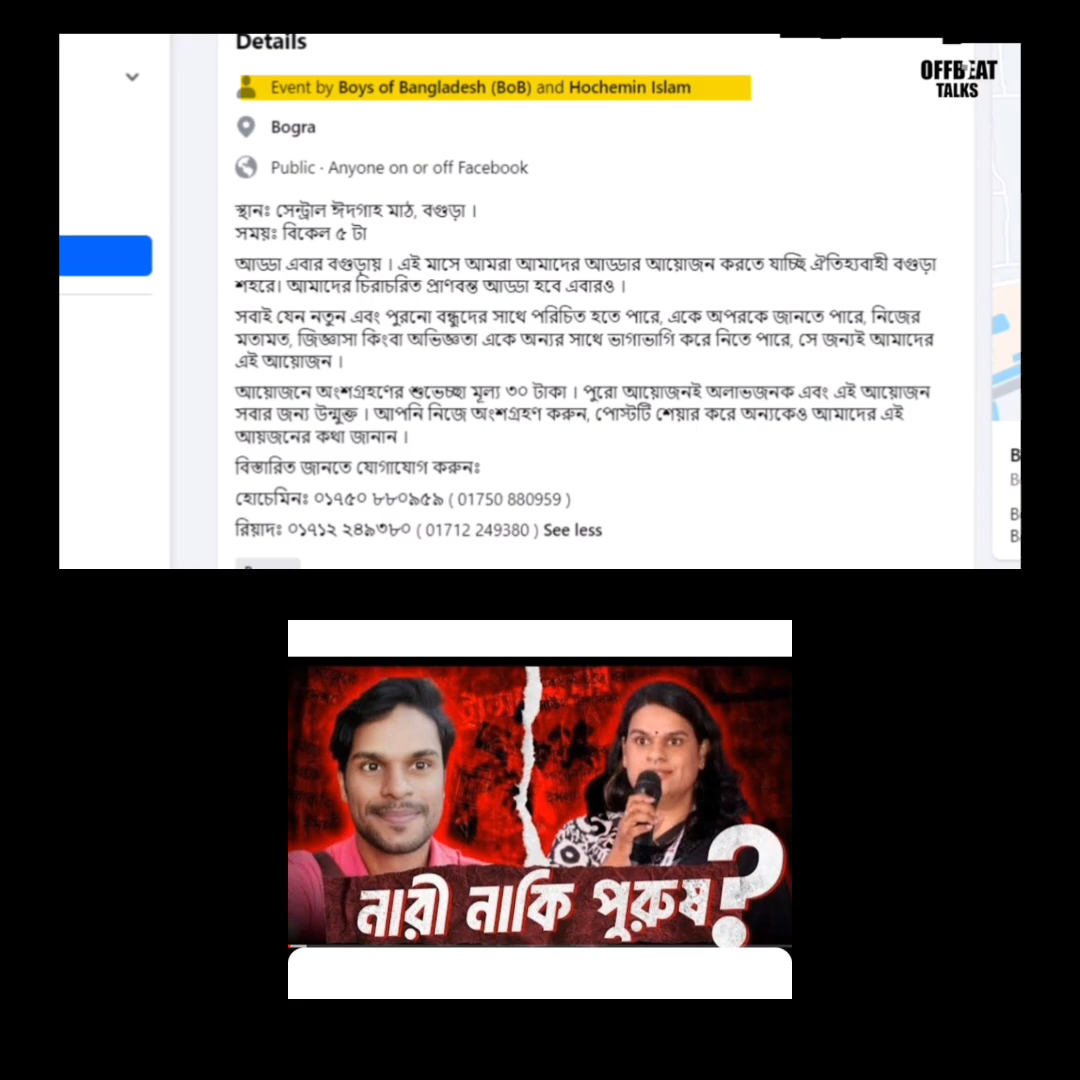 Details
OFFBEAT
TALKS
Event by Boys of Bangladesh (BoB) and Hochemin Islam
Bogra
Public · Anyone on or off Facebook
স্থানঃ সেন্ট্রাল ঈদগাহ মাঠ, বগুড়া ।
সময়ঃ বিকেল ৫ টা
আড্ডা এবার বগুড়ায় । এই মাসে আমরা আমাদের আড্ডার আয়োজন করতে যাচ্ছি ঐতিহ্যবাহী বগুড়া
শহরে। আমাদের চিরাচরিত প্রাণবন্ত আড্ডা হবে এবারও ।
সবাই যেন নতুন এবং পুরনো বন্ধুদের সাথে পরিচিত হতে পারে, একে অপরকে জানতে পারে, নিজের
মতামত, জিজ্ঞাসা কিংবা অভিজ্ঞতা একে অন্যর সাথে ভাগাভাগি করে নিতে পারে, সে জন্যই আমাদের
এই আয়োজন ।
আয়োজনে অংশগ্রহণের শুভেচ্ছা মূল্য ৩০ টাকা । পুরো আয়োজনই অলাভজনক এবং এই আয়োজন
সবার জন্য উন্মুক্ত । আপনি নিজে অংশগ্রহণ করুন, পোস্টটি শেয়ার করে অন্যকেও আমাদের এই
আয়জনের কথা জানান ।
বিস্তারিত জানতে যোগাযোগ করুনঃ
হোচেমিনঃ ০১৭৫০ ৮৮০৯৫৯ ( 01750 880959 )
রিয়াদঃ ০১৭১২ ২৪৯৩৮০ ( 01712 249380 ) See less
নারী নাকি পুরুষ?